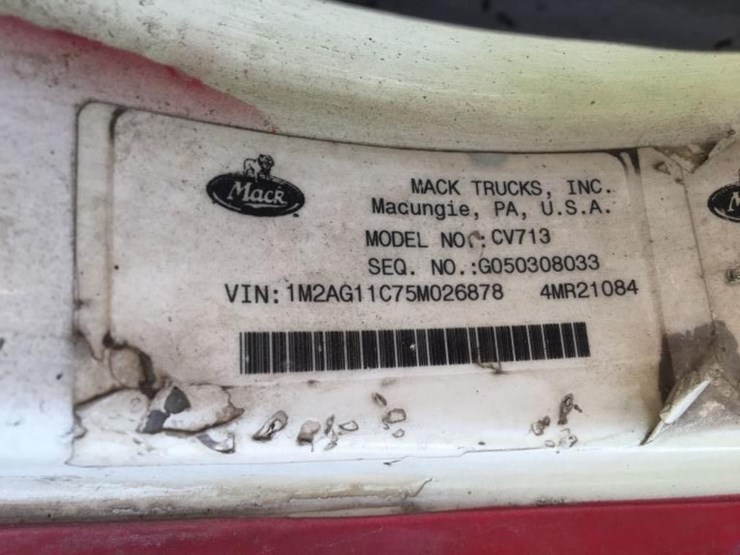 Mack
MACK TRUCKS, INC.
Macungie, PA, U.S.A.
MODEL NO.: CV713
SEQ. NO.:G050308033
VIN: 1M2AG11C75M026878 4MR21084